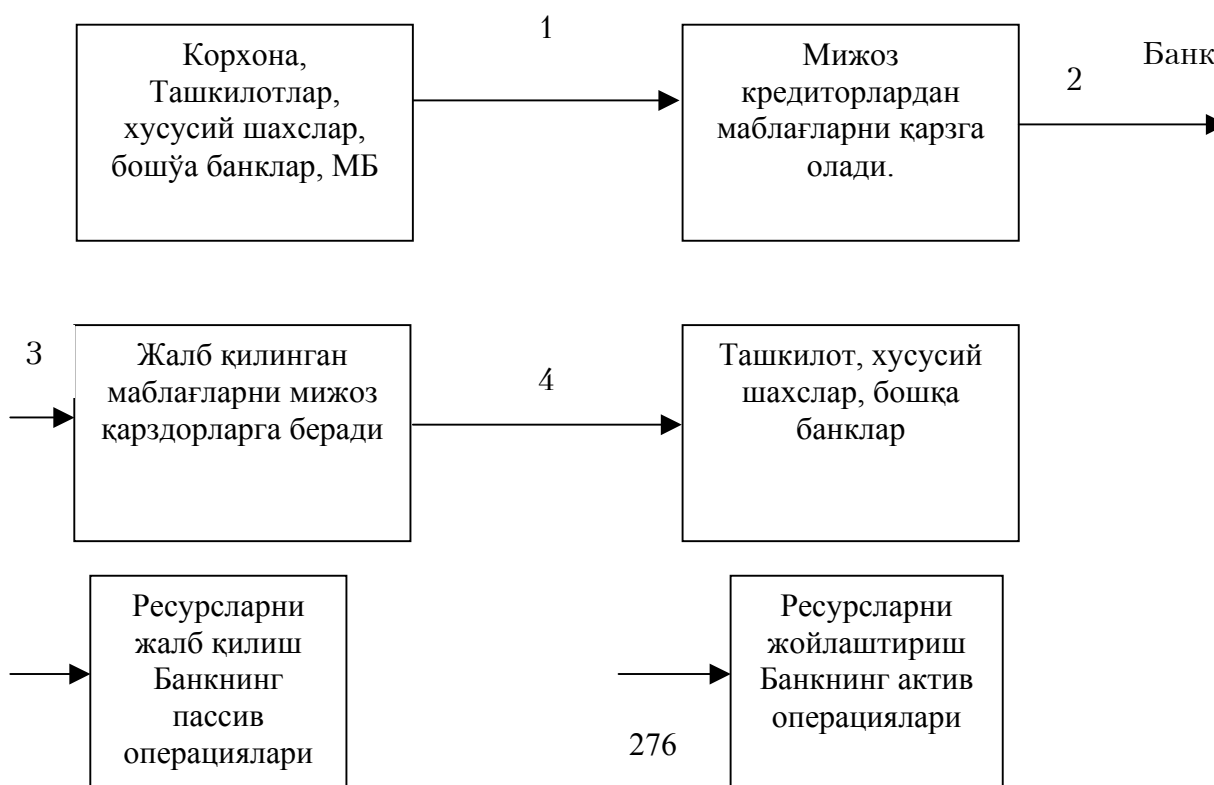 1
Корхона,
Ташкилотлар,
хусусий шахслар,
бошўа банклар, МБ
Мижоз
кредиторлардан
маблағларни қарзга
олади.
2
Банк
3
Жалб қилинган
маблағларни мижоз
қарздорларга беради
4
Ташкилот, хусусий
шахслар, бошқа
банклар
Ресурсларни
жалб қилиш
Банкнинг
пассив
операциялари
Ресурсларни
жойлаштириш
Банкнинг актив
операциялари
276